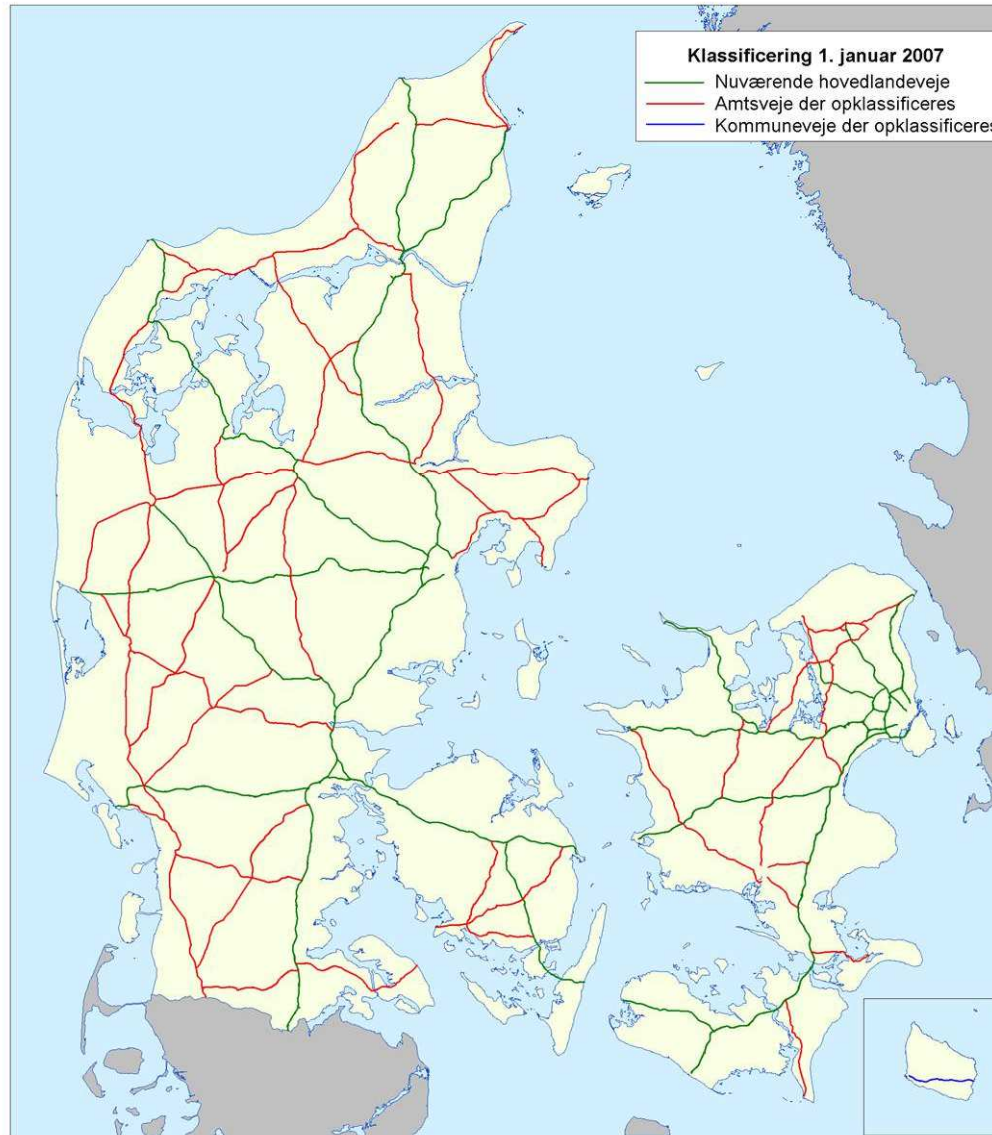 Klassificering 1. januar 2007
Nuværende hovedlandeveje
Amtsveje der opklassificeres
Kommuneveje der opklassificeres